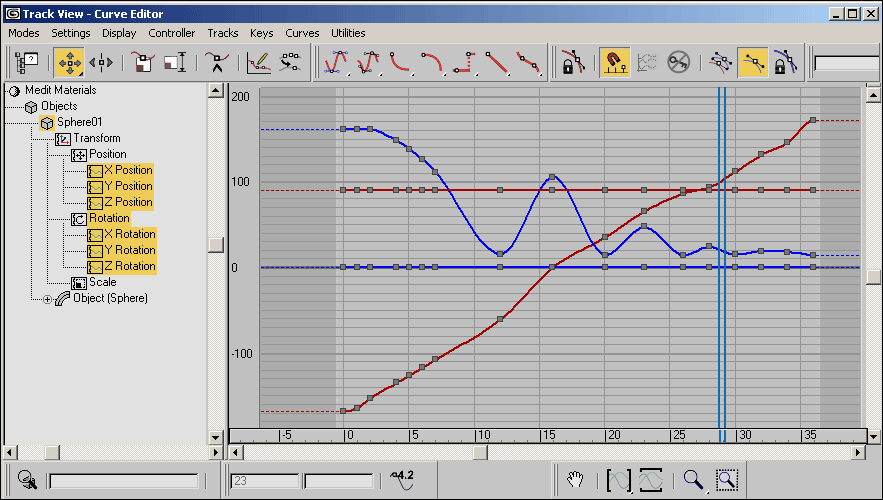 Track View - Curve Editor
Modes Settings Display Controller Tracks Keys Curves Utilities
Medit Materials
Objects
Sphere01
Transform
Position
X Position
Y Position
Z Position
Rotation
X Rotation
Y Rotation
Z Rotation
Scale
Object (Sphere)
200
100
0
-100
-5 0 5 10 15 20 25 30 35
23
4.2